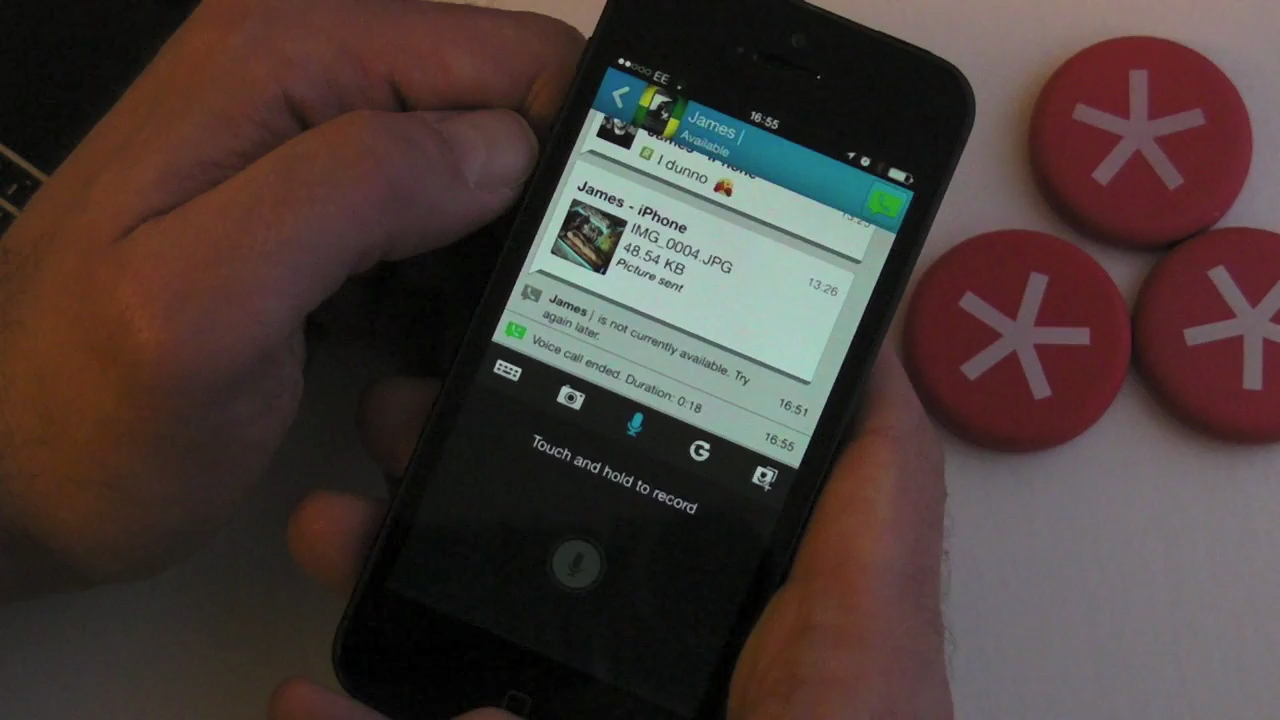 EE
16:55
James |
Available
I dunno
13:25
James - iPhone
IMG_0004.JPG
48.54 KB
Picture sent
13:26
James | is not currently available. Try
again later.
16:51
Voice call ended. Duration: 0:18
16:55
Touch and hold to record